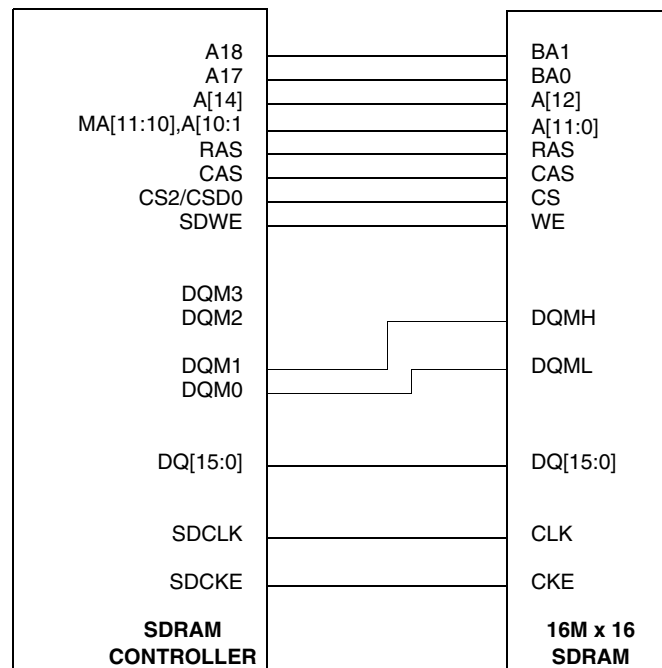 A18
A17
A[14]
MA[11:10],A[10:1
RAS
CAS
CS2/CSD0
SDWE
DQM3
DQM2
DQM1
DQM0
DQ[15:0]
SDCLK
SDCKE
SDRAM
CONTROLLER
BA1
BA0
A[12]
A[11:0]
RAS
CAS
CS
WE
DQMH
DQML
DQ[15:0]
CLK
CKE
16M x 16
SDRAM